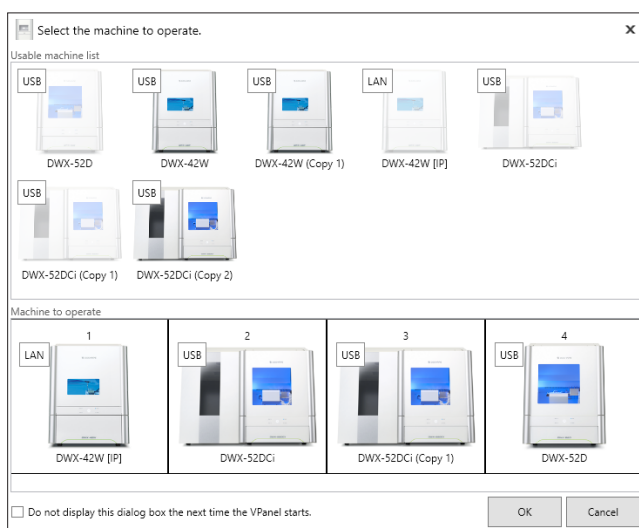 Select the machine to operate.
Usable machine list
USB USB USB LAN USB
DWX-52D DWX-42W DWX-42W (Copy 1) DWX-42W [IP] DWX-52DCi
USB USB
DWX-52DCi (Copy 1) DWX-52DCi (Copy 2)
Machine to operate
1 2 3 4
LAN USB USB USB
DWX-42W [IP] DWX-52DCi DWX-52DCi (Copy 1) DWX-52D
Do not display this dialog box the next time the VPanel starts.
OK Cancel